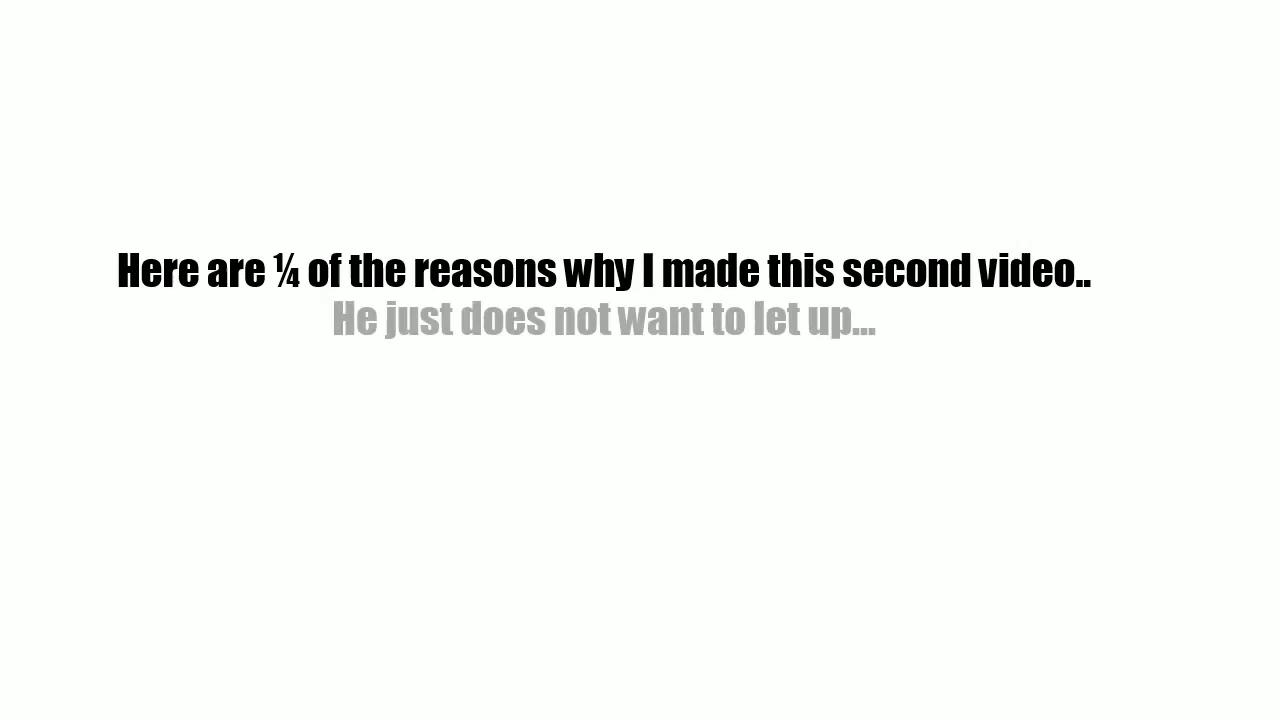 Here are ¼ of the reasons why I made this second video..
He just does not want to let up...